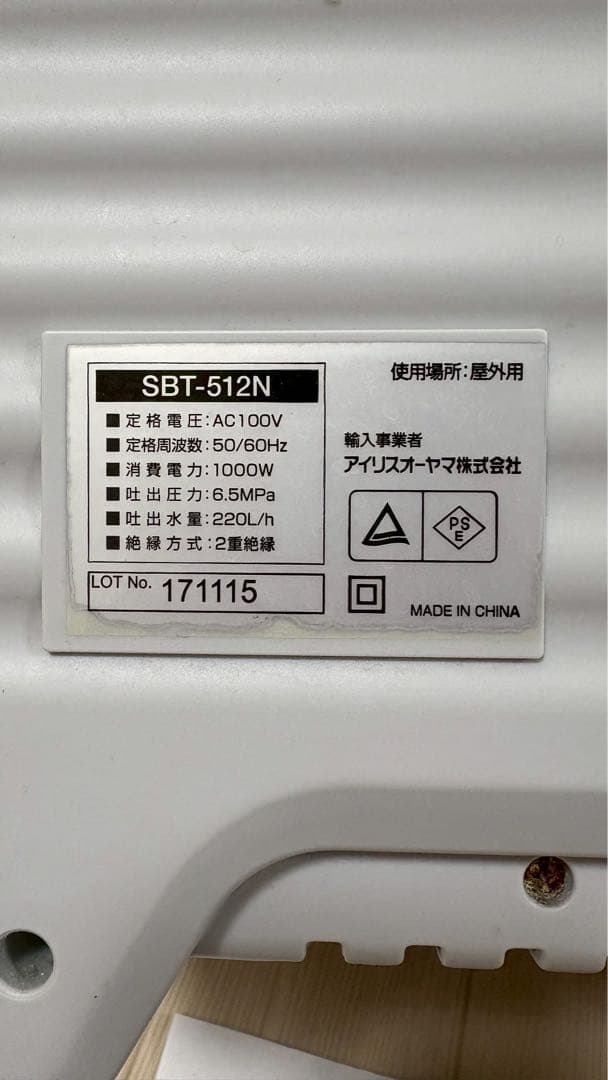 SBT-512N
■定格電圧:AC100V
■定格周波数:50/60Hz
■消費電力:1000W
■吐出圧力:6.5MPa
■吐出水量:220L/h
■絶縁方式:2重絶縁
LOT No. 171115
使用場所:屋外用
輸入事業者
アイリスオーヤマ株式会社
PS
E
MADE IN CHINA